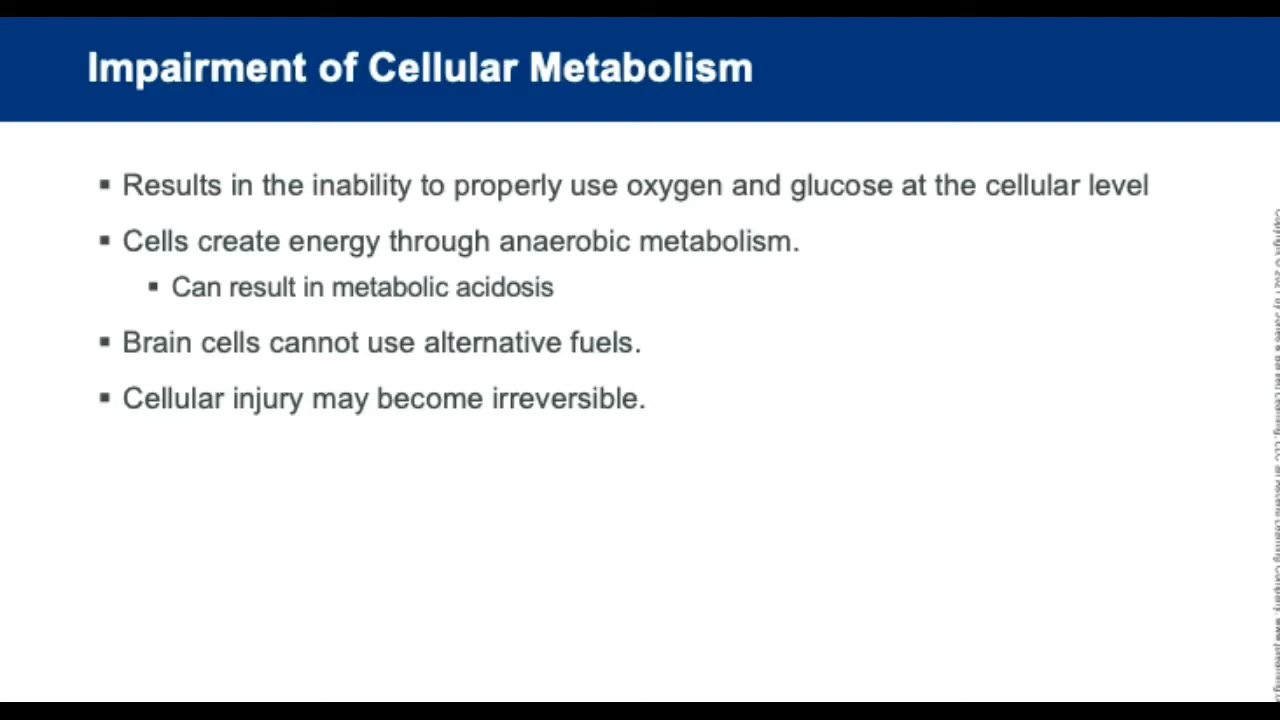 Impairment of Cellular Metabolism
▪ Results in the inability to properly use oxygen and glucose at the cellular level
▪ Cells create energy through anaerobic metabolism.
▪ Can result in metabolic acidosis
▪ Brain cells cannot use alternative fuels.
▪ Cellular injury may become irreversible.